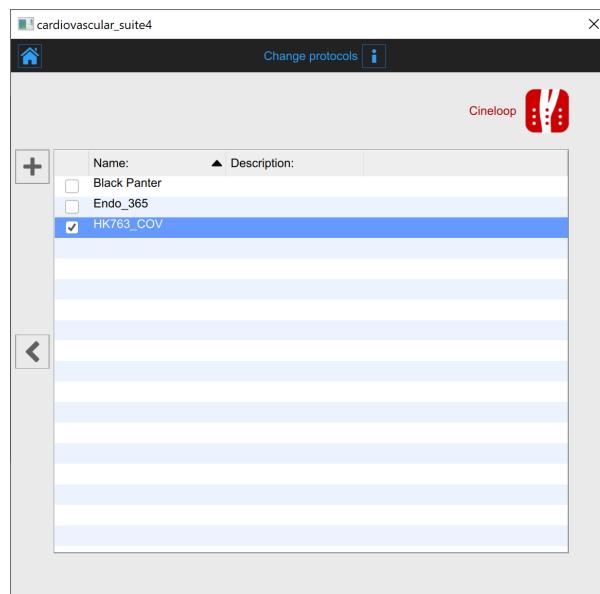 cardiovascular_suite4
Change protocols
Cineloop
Name: Description:
Black Panter
Endo_365
HK763_COV